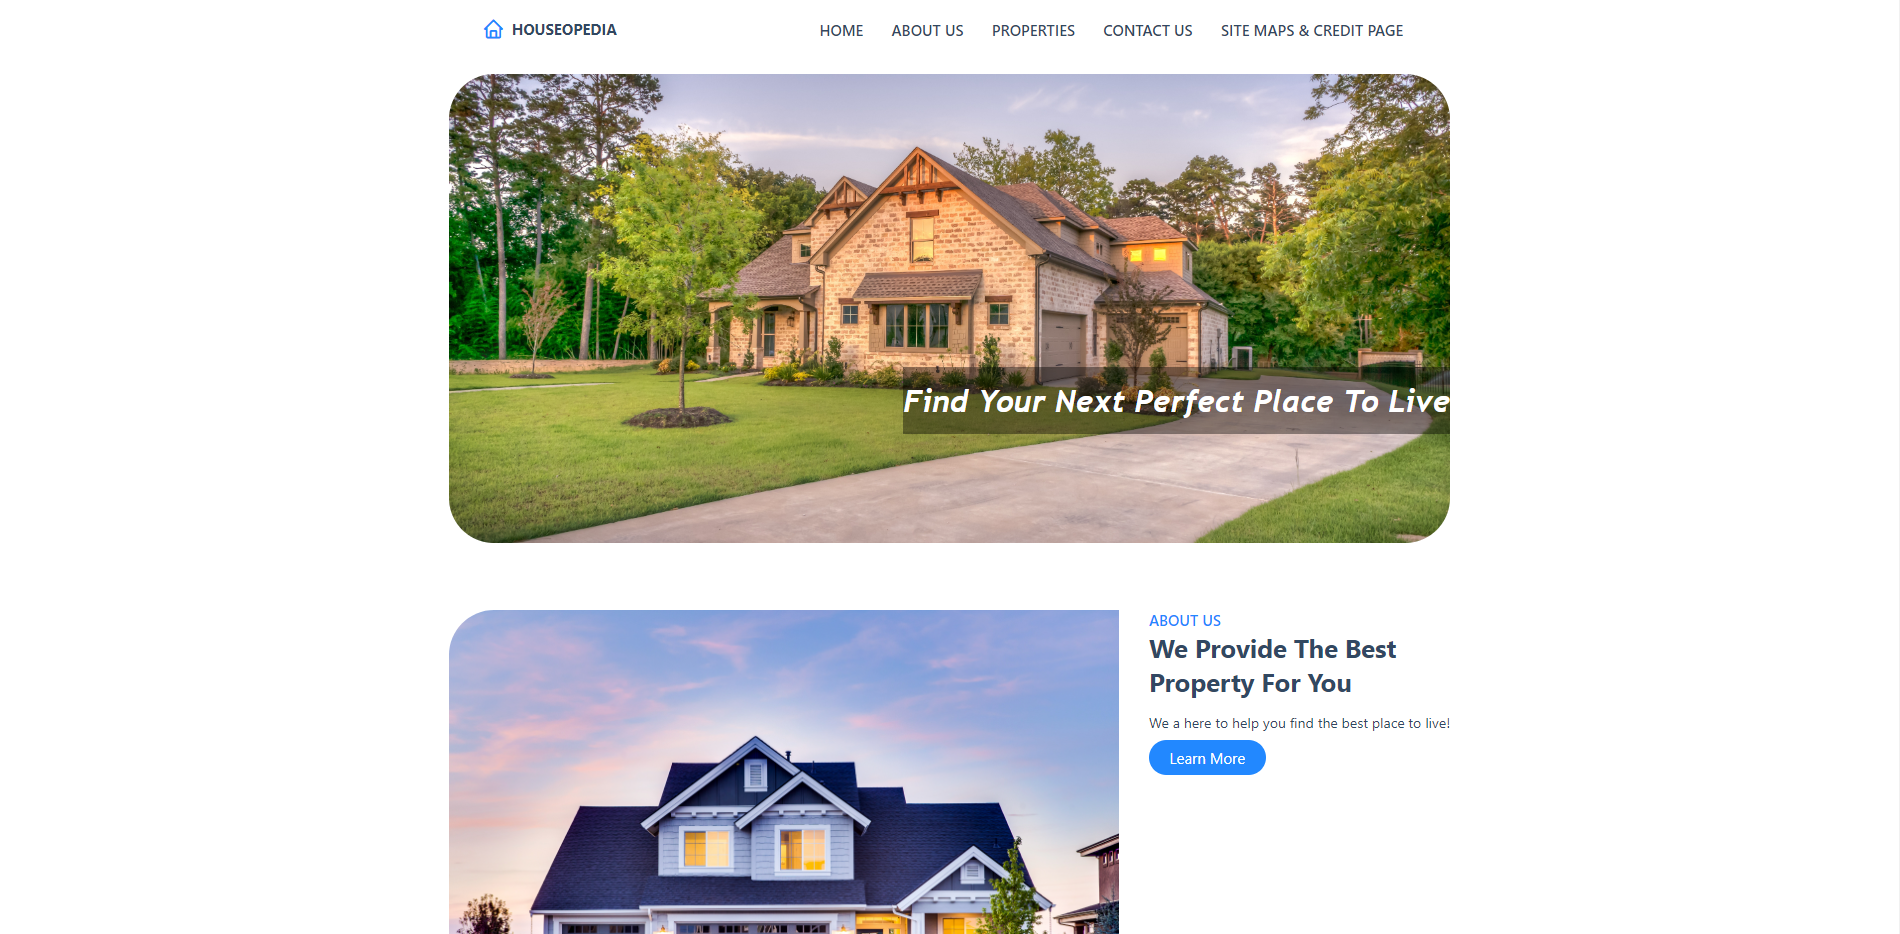 HOUSEOPEDIA
HOME ABOUT US PROPERTIES CONTACT US SITE MAPS & CREDIT PAGE
Find Your Next Perfect Place To Live
ABOUT US
We Provide The Best
Property For You
We a here to help you find the best place to live!
Learn More